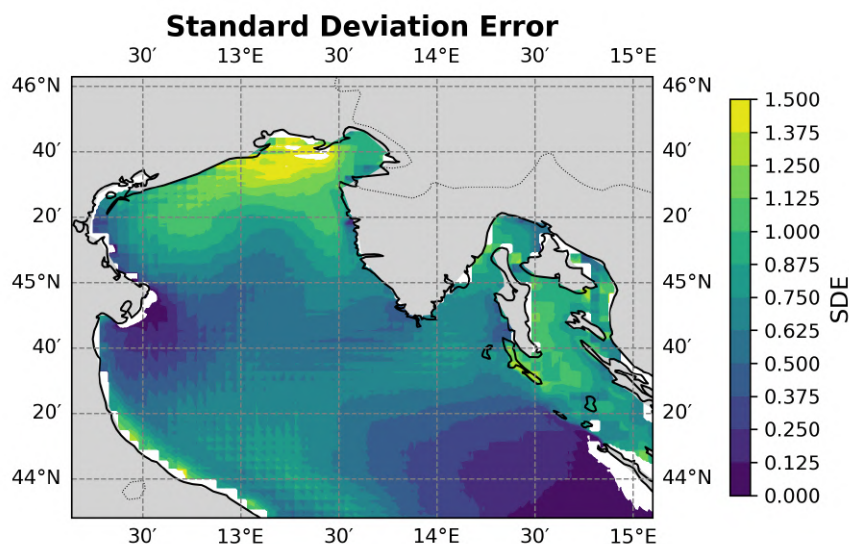 Standard Deviation Error
30′ 13°E 30′ 14°E 30′ 15°E
46°N 46°N
40′ 40′
20′ 20′
45°N 45°N
40′ 40′
20′ 20′
44°N 44°N
30′ 13°E 30′ 14°E 30′ 15°E
1.500
1.375
1.250
1.125
1.000
0.875
0.750
0.625
0.500
0.375
0.250
0.125
0.000
SDE